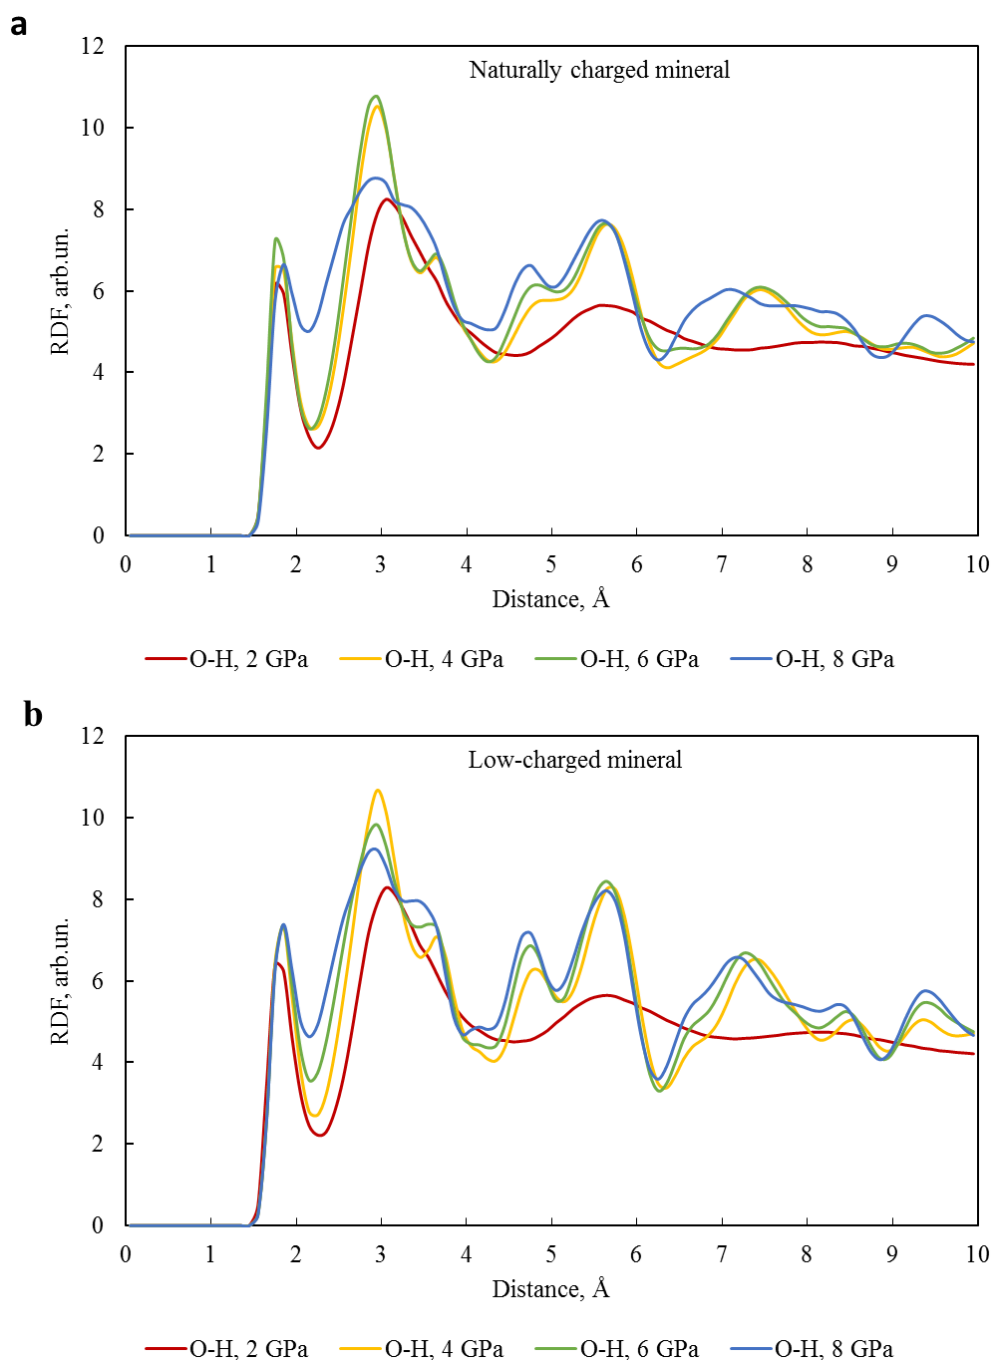 a
Naturally charged mineral
RDF, arb.un.
12
10
8
6
4
2
0
0 1 2 3 4 5 6 7 8 9 10
Distance, Å
O-H, 2 GPa O-H, 4 GPa O-H, 6 GPa O-H, 8 GPa
b
Low-charged mineral
RDF, arb.un.
12
10
8
6
4
2
0
0 1 2 3 4 5 6 7 8 9 10
Distance, Å
O-H, 2 GPa O-H, 4 GPa O-H, 6 GPa O-H, 8 GPa